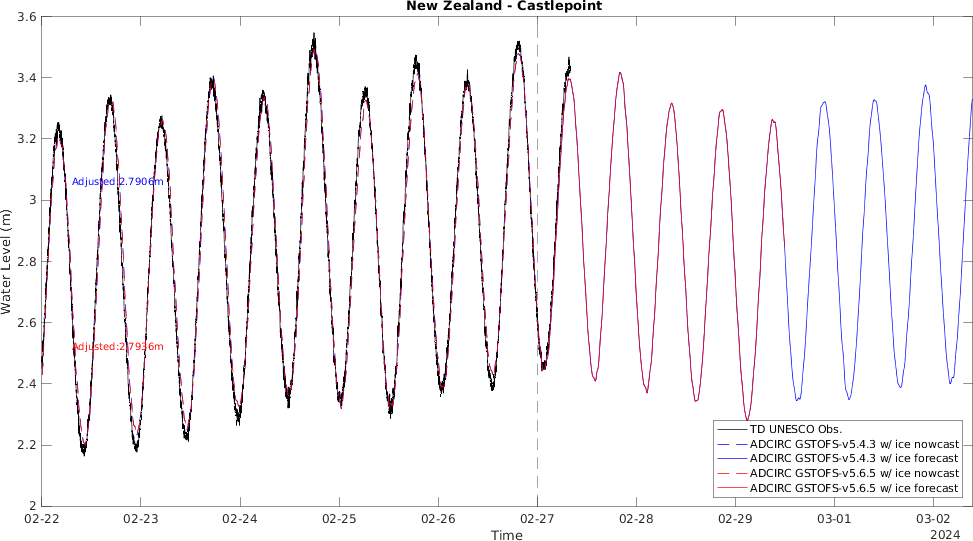 New Zealand - Castlepoint
Water Level (m)
3.6
3.4
3.2
3
2.8
2.6
2.4
2.2
2
Adjusted:2.7906m
Adjusted:2.7936m
TD UNESCO Obs.
ADCIRC GSTOFS-v5.4.3 w/ ice nowcast
ADCIRC GSTOFS-v5.4.3 w/ ice forecast
ADCIRC GSTOFS-v5.6.5 w/ ice nowcast
ADCIRC GSTOFS-v5.6.5 w/ ice forecast
02-22 02-23 02-24 02-25 02-26 02-27 02-28 02-29 03-01 03-02
Time
2024